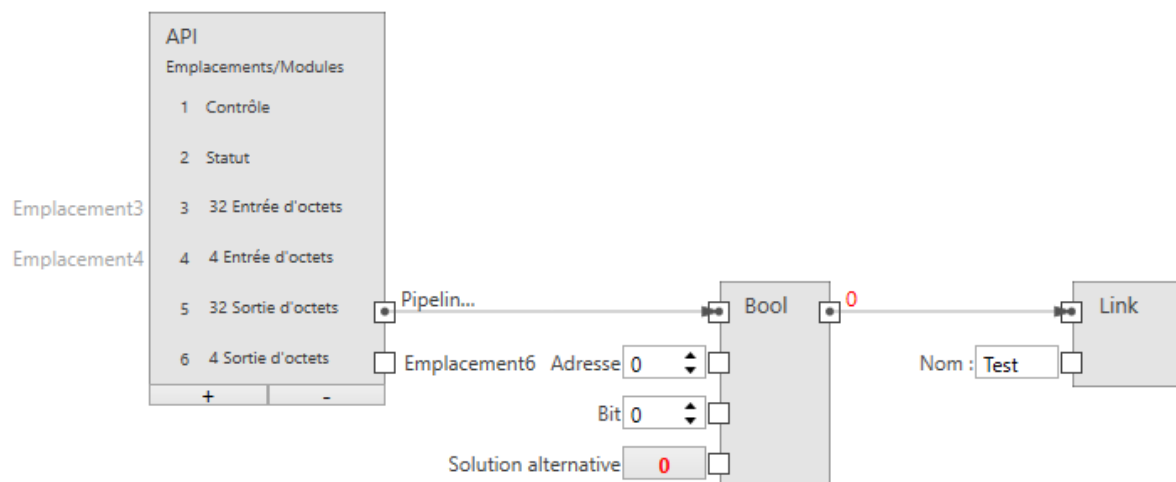 API
Emplacements/Modules
1 Contrôle
2 Statut
Emplacement3 3 32 Entrée d'octets
Emplacement4 4 4 Entrée d'octets
5 32 Sortie d'octets Pipelin... Bool 0 Link
6 4 Sortie d'octets Emplacement6 Adresse 0 Nom : Test
+ -
Bit 0
Solution alternative 0